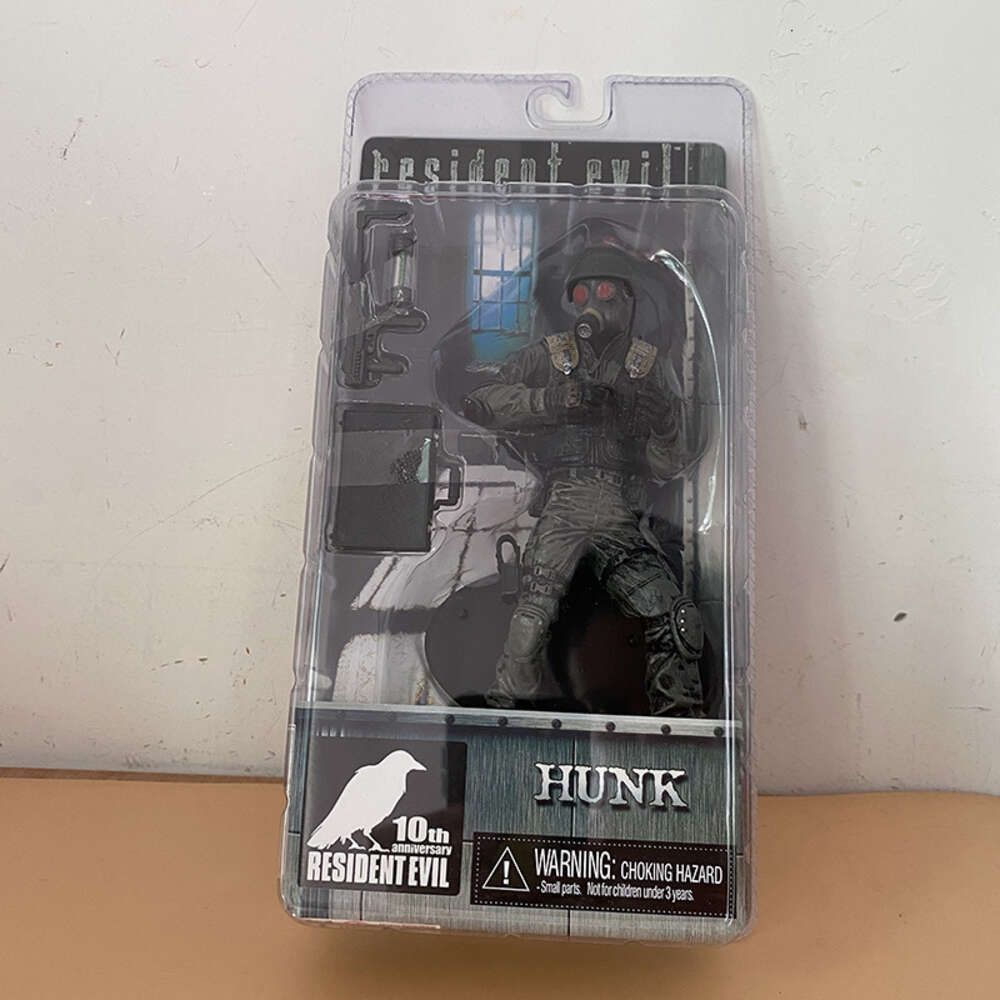 resident evil
HUNK
10th
anniversary
RESIDENT EVIL
WARNING: CHOKING HAZARD
- Small parts. Not for children under 3 years.